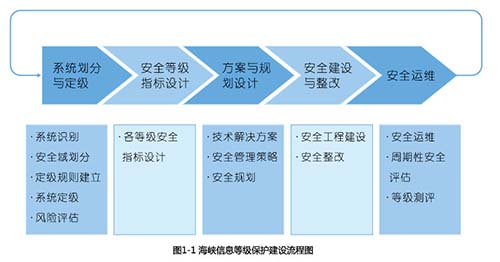 系统划分
与定级
安全等级
指标设计
方案与规
划设计
安全建设
与整改
安全运维
·系统识别
·安全域划分
·定级规则建立
·系统定级
·风险评估
·各等级安全
指标设计
·技术解决方案
·安全管理策略
·安全规划
·安全工程建设
·安全整改
·安全运维
·周期性安全
评估
·等级测评
图1-1 海峡信息等级保护建设流程图